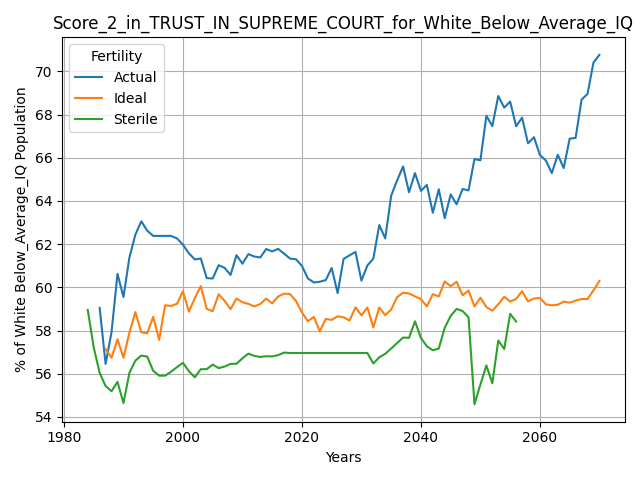 Score_2_in_TRUST_IN_SUPREME_COURT_for_White_Below_Average_IQ
% of White Below_Average_IQ Population
Fertility
Actual
Ideal
Sterile
70
68
66
64
62
60
58
56
54
1980
2000
2020
2040
2060
Years